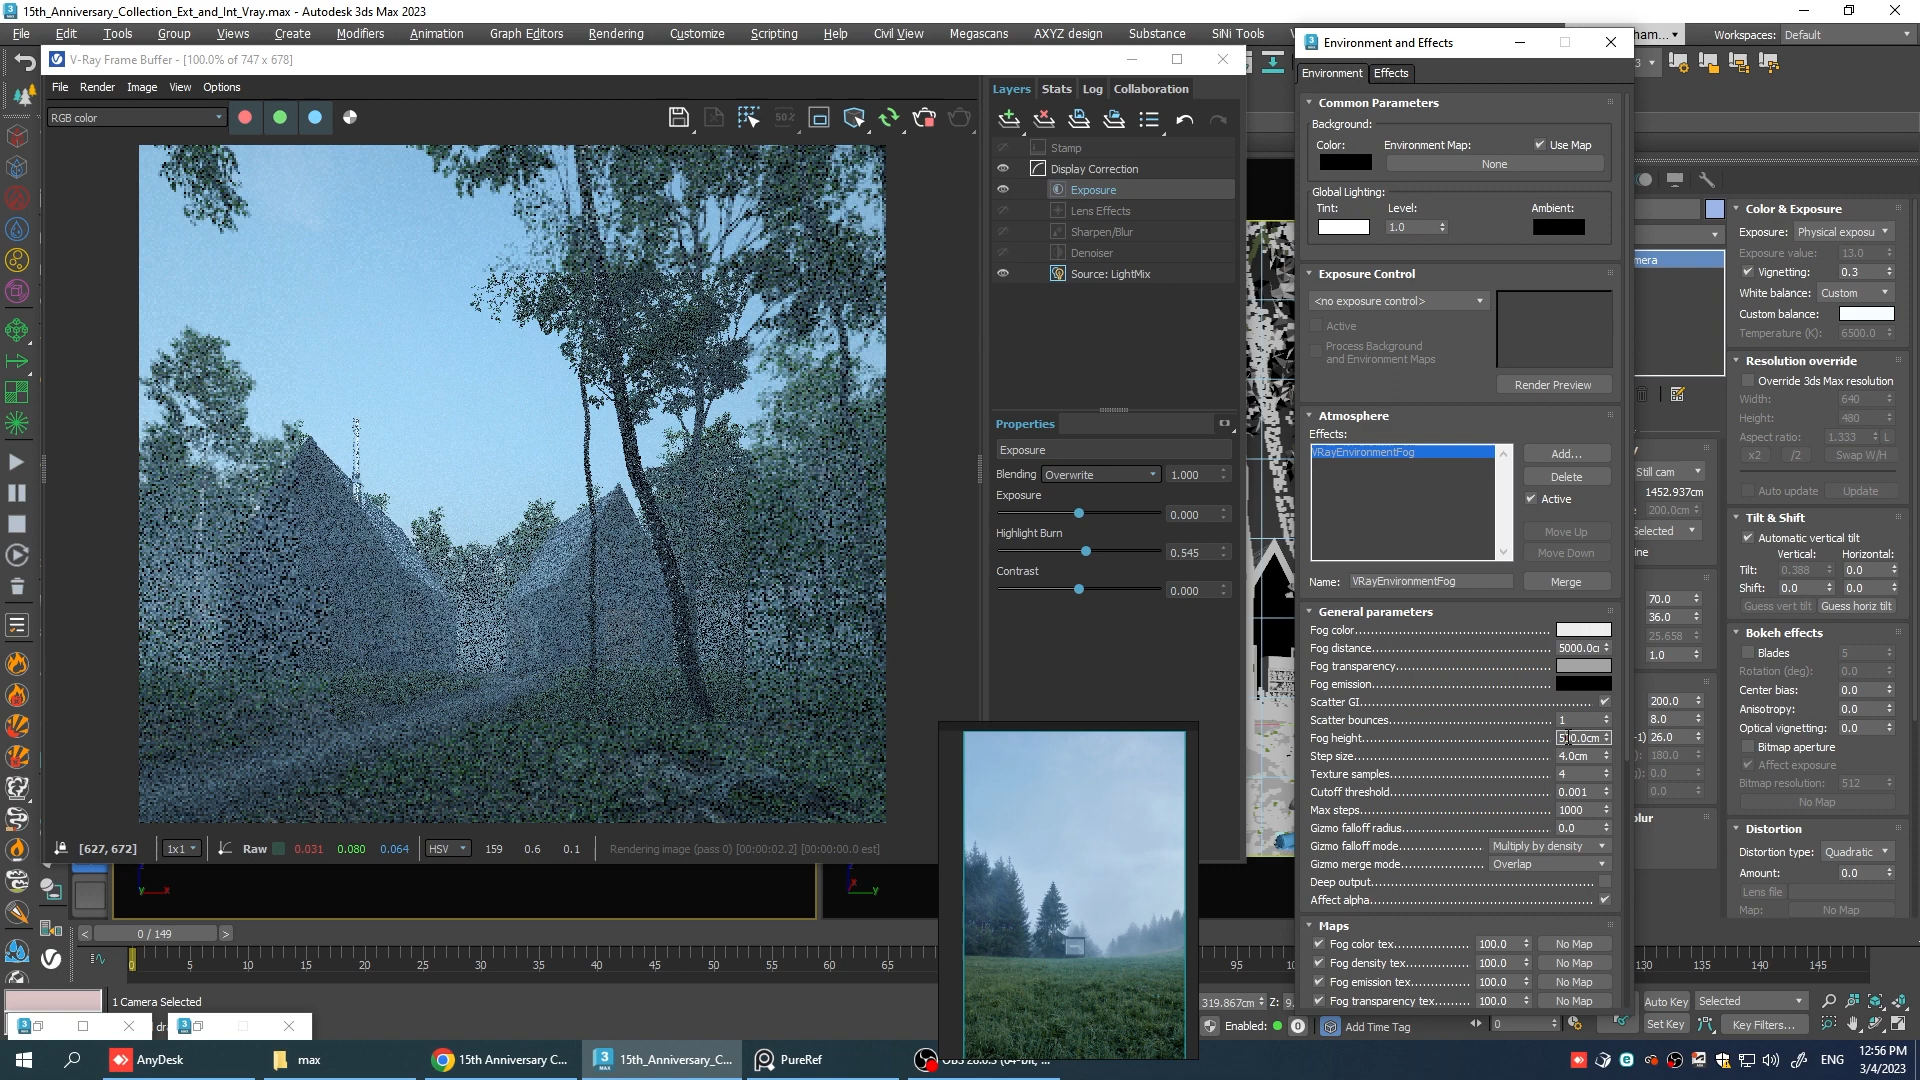 15th_Anniversary_Collection_Ext_and_Int_Vray.max - Autodesk 3ds Max 2023
File Edit Tools Group Views Create Modifiers Animation Graph Editors Rendering Customize Scripting Help Civil View Megascans AXYZ design Substance SiNi Tools
Workspaces: Default
V-Ray Frame Buffer - [100.0% of 747 x 678]
File Render Image View Options
RGB color
50%
Layers Stats Log Collaboration
Stamp
Display Correction
Exposure
Lens Effects
Sharpen/Blur
Denoiser
Source: LightMix
Properties
Exposure
Blending Overwrite 1.000
Exposure
0.000
Highlight Burn
0.545
Contrast
0.000
[627, 672] 1x1 Raw 0.031 0.080 0.064 HSV 159 0.6 0.1 Rendering image (pass 0) [00:00:02.2] [00:00:00.0 est]
Environment and Effects
Environment Effects
Common Parameters
Background:
Color: Environment Map: Use Map
None
Global Lighting:
Tint: Level: Ambient:
1.0
Exposure Control
<no exposure control>
Active
Process Background
and Environment Maps
Render Preview
Atmosphere
Effects:
VRayEnvironmentFog
Add...
Delete
Active
Move Up
Move Down
Name: VRayEnvironmentFog Merge
General parameters
Fog color
Fog distance 5000.0c
Fog transparency
Fog emission
Scatter GI
Scatter bounces 1
Fog height
Step size 4.0cm
Texture samples 4
Cutoff threshold 0.001
Max steps 1000
Gizmo falloff radius 0.0
Gizmo falloff mode Multiply by density
Gizmo merge mode Overlap
Deep output
Affect alpha
Maps
Fog color tex 100.0 No Map
Fog density tex 100.0 No Map
Fog emission tex 100.0 No Map
Fog transparency tex 100.0 No Map
Still cam
1452.937cm
200.0cm
Selected
70.0
36.0
25.658
1.0
200.0
8.0
26.0
180.0
0.0
0.0
Color & Exposure
Exposure: Physical exposu
Exposure value: 13.0
Vignetting: 0.3
White balance: Custom
Custom balance:
Temperature (K): 6500.0
Resolution override
Override 3ds Max resolution
Width: 640
Height: 480
Aspect ratio: 1.333 L
x2 /2 Swap W/H
Auto update Update
Tilt & Shift
Automatic vertical tilt
Vertical: Horizontal:
Tilt: 0.388 0.0
Shift: 0.0 0.0
Guess vert tilt Guess horiz tilt
Bokeh effects
Blades 5
Rotation (deg): 0.0
Center bias: 0.0
Anisotropy: 0.0
Optical vignetting: 0.0
Bitmap aperture
Affect exposure
Bitmap resolution: 512
No Map
Distortion
Distortion type: Quadratic
Amount: 0.0
Lens file
Map: No Map
y x x y
< 0 / 149 >
0 5 10 15 20 25 30 35 40 45 50 55 60 65 95 130 135 140 145
1 Camera Selected
319.867cm Z: 9.
Enabled: 0 Add Time Tag 0
Auto Key Selected
Set Key Key Filters...
AnyDesk max 15th Anniversary C... 15th_Anniversary_C... PureRef
ENG 12:56 PM
3/4/2023